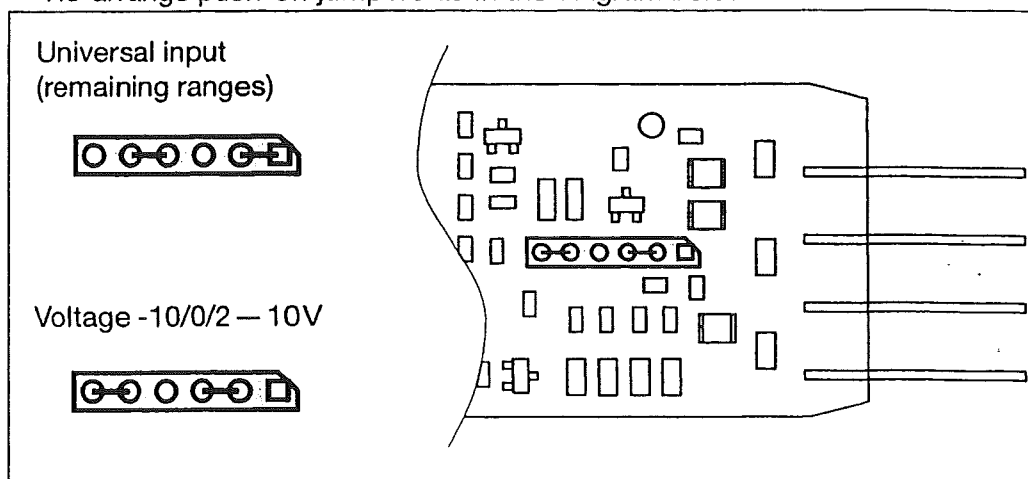 Universal input
(remaining ranges)
Voltage -10/0/2 — 10V